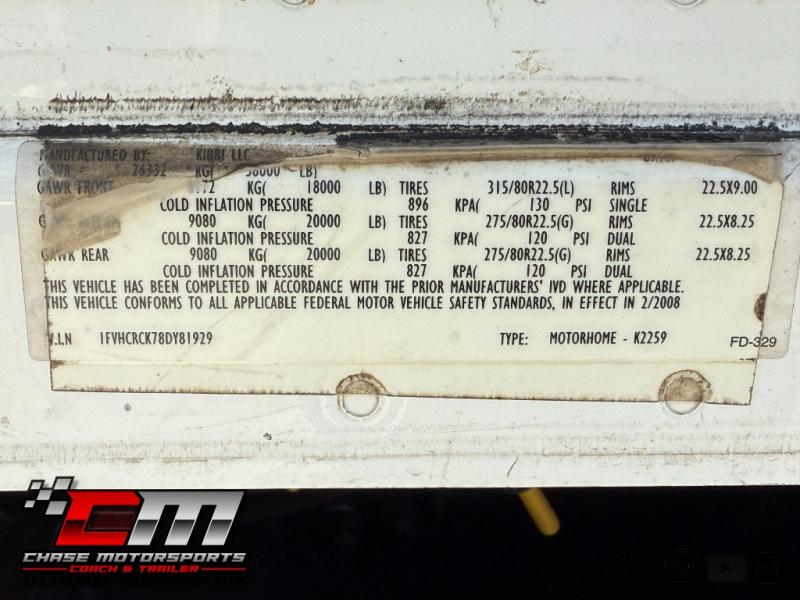 MANUFACTURED BY: KIBBI LLC
GVWR 26332 KG( 58000 LB)
GAWR FRONT 172 KG( 18000 LB) TIRES 315/80R22.5(L) RIMS 22.5X9.00
COLD INFLATION PRESSURE 896 KPA( 130 PSI SINGLE
9080 KG( 20000 LB) TIRES 275/80R22.5(G) RIMS 22.5X8.25
COLD INFLATION PRESSURE 827 KPA( 120 PSI DUAL
GAWR REAR 9080 KG( 20000 LB) TIRES 275/80R22.5(G) RIMS 22.5X8.25
COLD INFLATION PRESSURE 827 KPA( 120 PSI DUAL
THIS VEHICLE HAS BEEN COMPLETED IN ACCORDANCE WITH THE PRIOR MANUFACTURERS' IVD WHERE APPLICABLE.
THIS VEHICLE CONFORMS TO ALL APPLICABLE FEDERAL MOTOR VEHICLE SAFETY STANDARDS, IN EFFECT IN 2/2008
V.I.N 1FVHCRCK78DY81929 TYPE: MOTORHOME - K2259 FD-329
CM
CHASE MOTORSPORTS
COACH & TRAILER